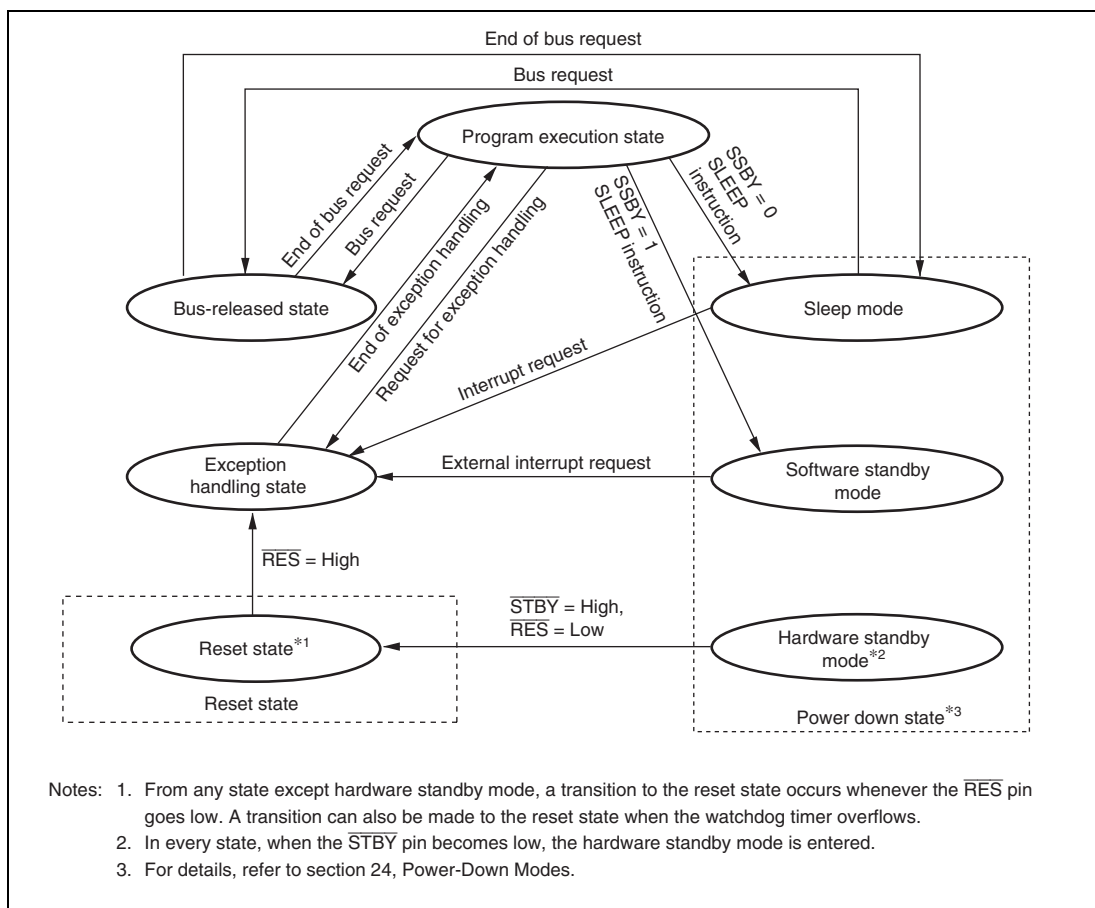 End of bus request
Bus request
Program execution state
End of bus request
Bus request
SSBY = 0
SLEEP
instruction
SSBY = 1
SLEEP instruction
End of exception handling
Request for exception handling
Bus-released state
Sleep mode
Interrupt request
Exception
handling state
External interrupt request
Software standby
mode
RES = High
STBY = High,
RES = Low
Reset state*1
Hardware standby
mode*2
Reset state
Power down state*3
Notes: 1. From any state except hardware standby mode, a transition to the reset state occurs whenever the RES pin
goes low. A transition can also be made to the reset state when the watchdog timer overflows.
2. In every state, when the STBY pin becomes low, the hardware standby mode is entered.
3. For details, refer to section 24, Power-Down Modes.